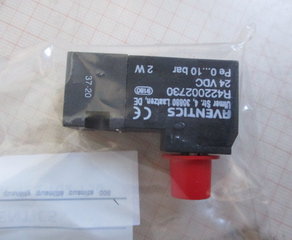 AVENTICS
Ulmer Str. 4, 30880 Laatzen, DE
R422002730
24 VDC 2 W
Pe 0...10 bar
37-20